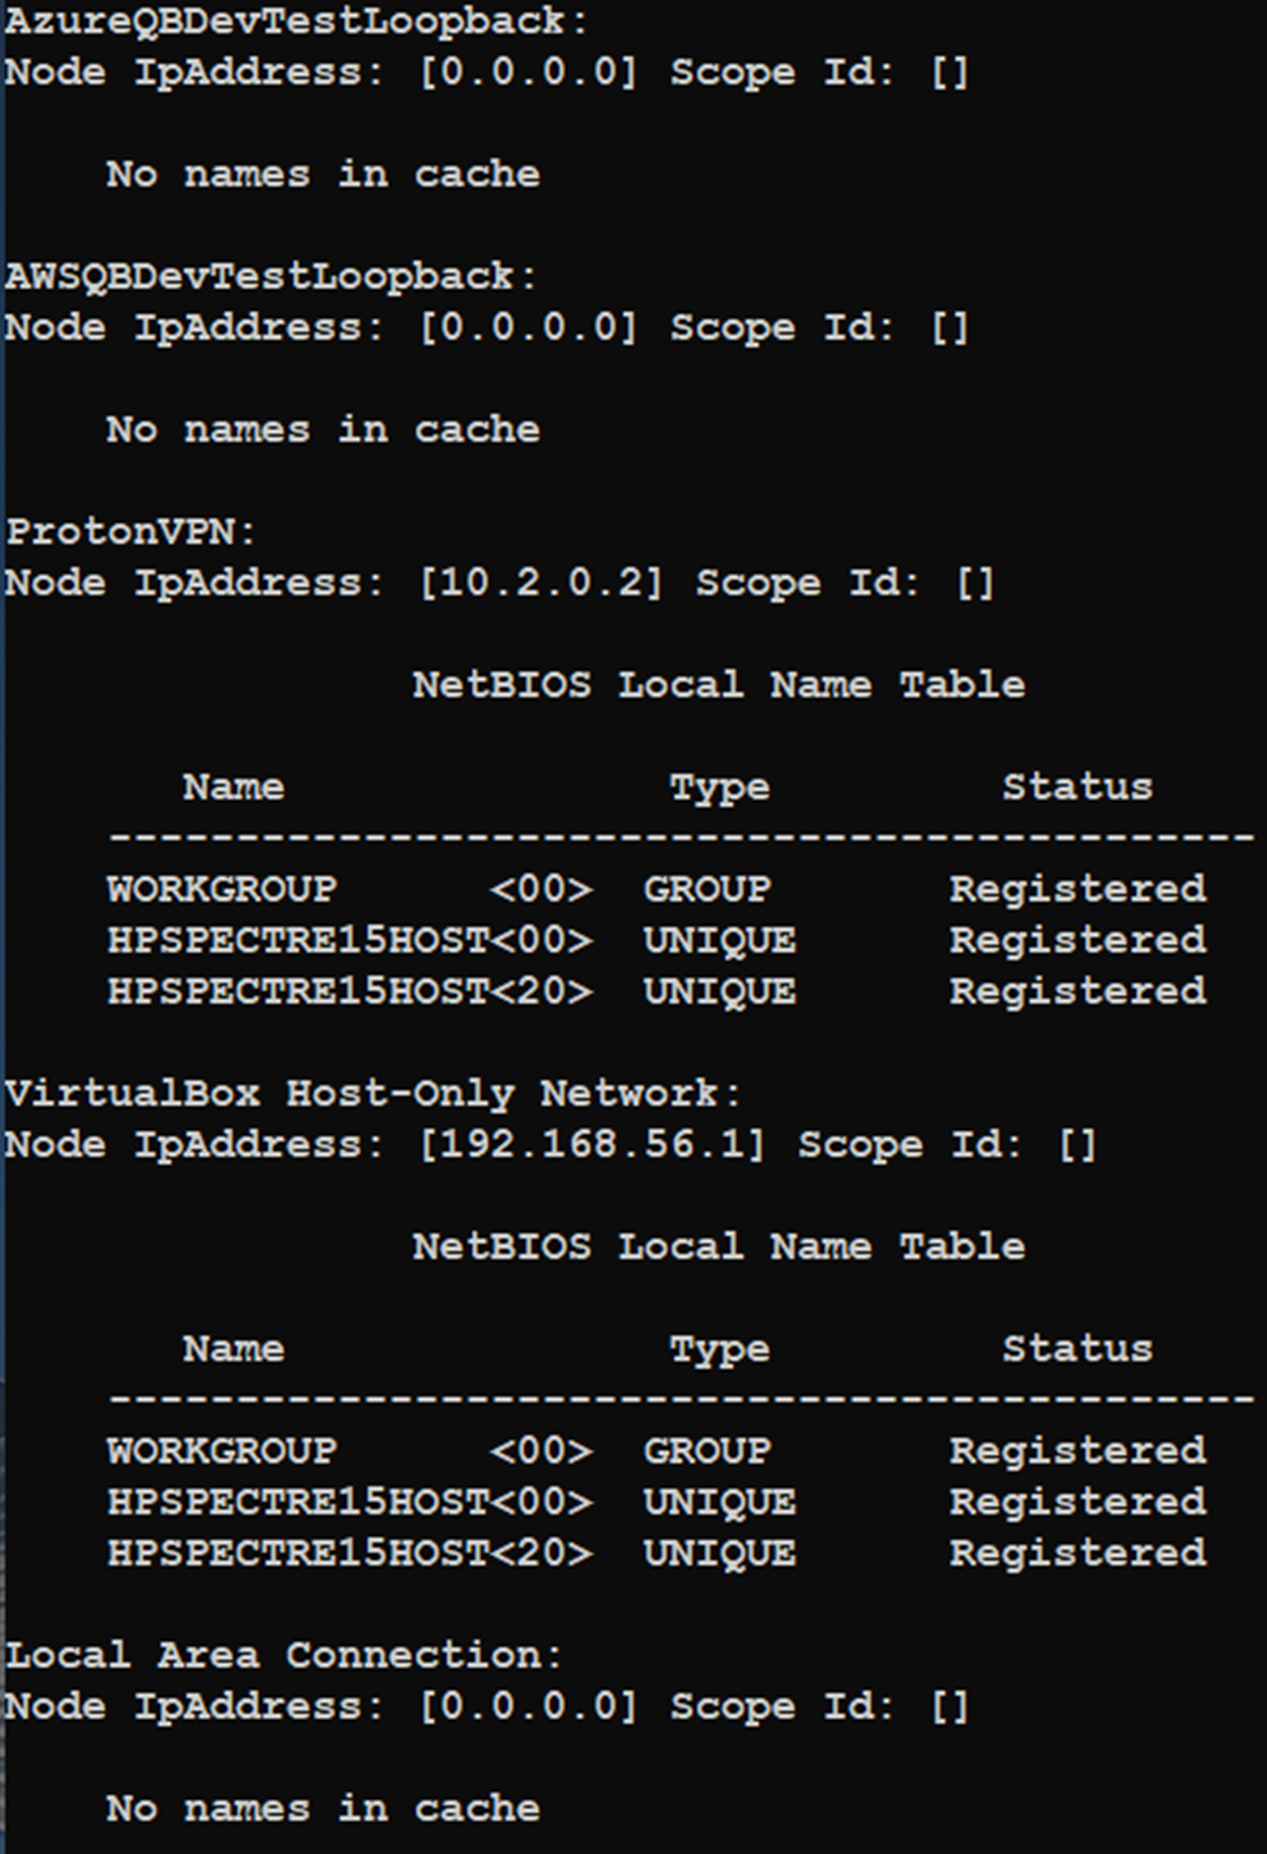 AzureQBDevTestLoopback:
Node IpAddress: [0.0.0.0] Scope Id: []
No names in cache
AWSQBDevTestLoopback:
Node IpAddress: [0.0.0.0] Scope Id: []
No names in cache
ProtonVPN:
Node IpAddress: [10.2.0.2] Scope Id: []
NetBIOS Local Name Table
Name Type Status
---------------------------------------------
WORKGROUP <00> GROUP Registered
HPSPECTRE15HOST<00> UNIQUE Registered
HPSPECTRE15HOST<20> UNIQUE Registered
VirtualBox Host-Only Network:
Node IpAddress: [192.168.56.1] Scope Id: []
NetBIOS Local Name Table
Name Type Status
---------------------------------------------
WORKGROUP <00> GROUP Registered
HPSPECTRE15HOST<00> UNIQUE Registered
HPSPECTRE15HOST<20> UNIQUE Registered
Local Area Connection:
Node IpAddress: [0.0.0.0] Scope Id: []
No names in cache